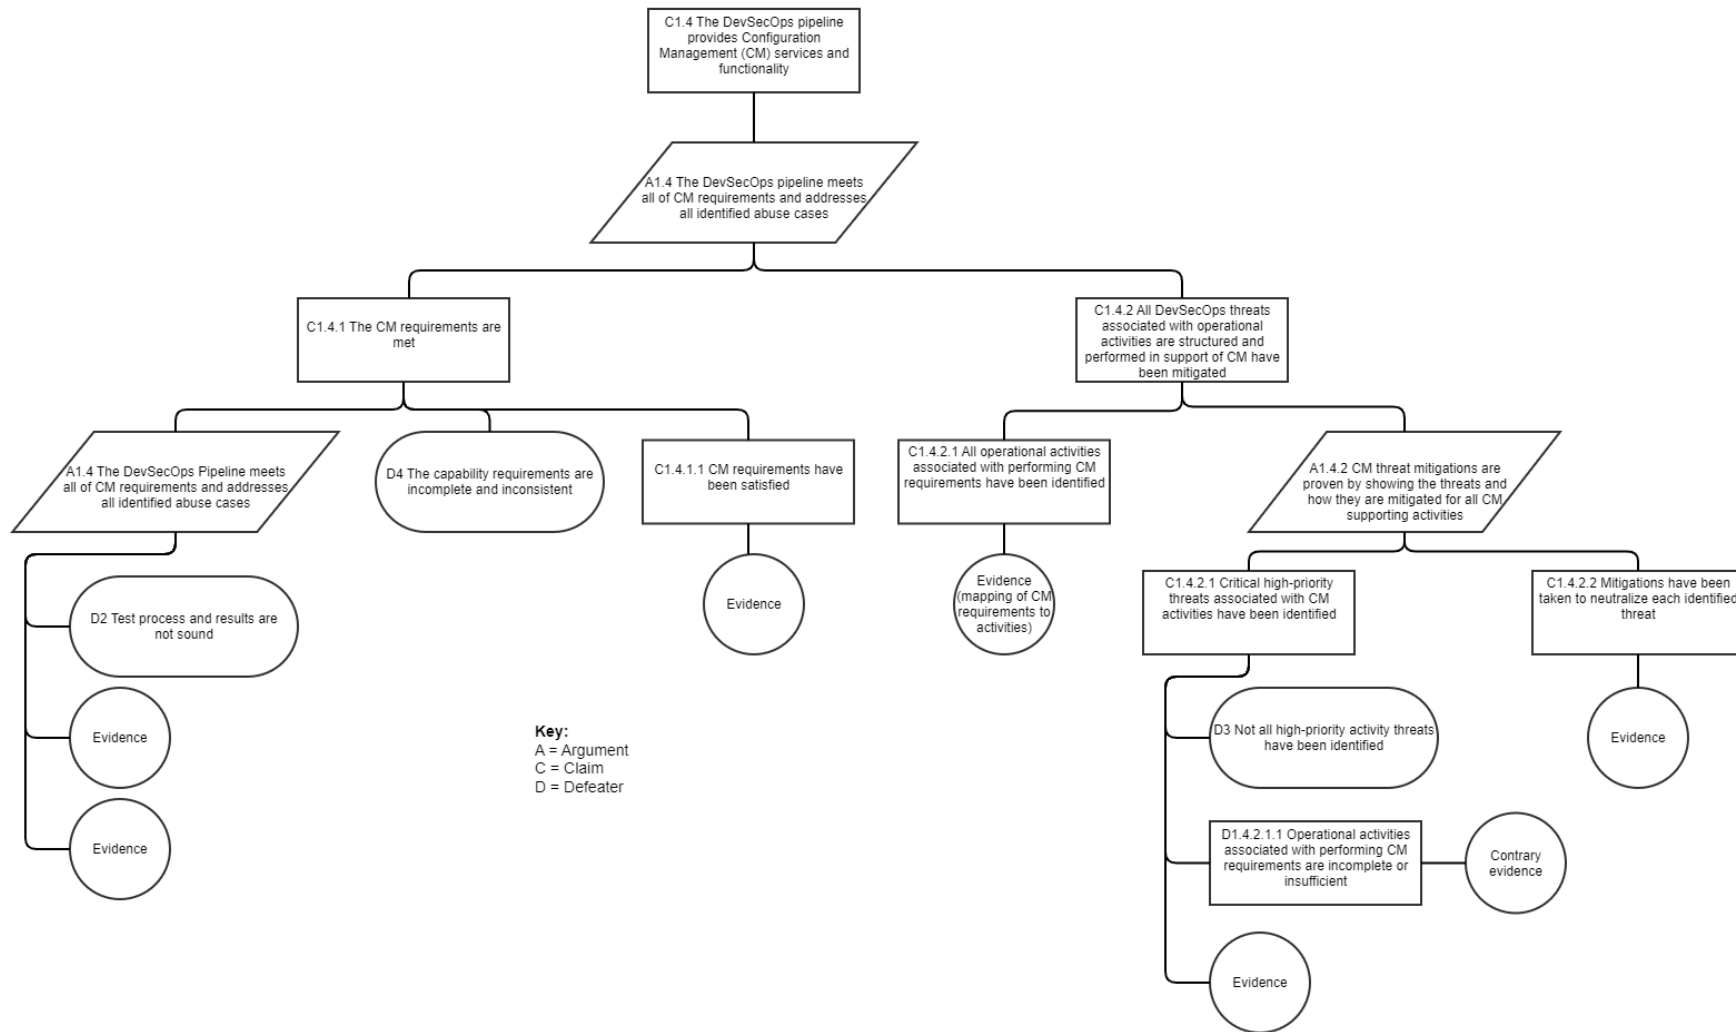 C1.4 The DevSecOps pipeline
provides Configuration
Management (CM) services and
functionality
A1.4 The DevSecOps pipeline meets
all of CM requirements and addresses
all identified abuse cases
C1.4.1 The CM requirements are
met
C1.4.2 All DevSecOps threats
associated with operational
activities are structured and
performed in support of CM have
been mitigated
A1.4 The DevSecOps Pipeline meets
all of CM requirements and addresses
all identified abuse cases
D4 The capability requirements are
incomplete and inconsistent
C1.4.1.1 CM requirements have
been satisfied
C1.4.2.1 All operational activities
associated with performing CM
requirements have been identified
A1.4.2 CM threat mitigations are
proven by showing the threats and
how they are mitigated for all CM
supporting activities
D2 Test process and results are
not sound
Evidence
Evidence
(mapping of CM
requirements to
activities)
C1.4.2.1 Critical high-priority
threats associated with CM
activities have been identified
C1.4.2.2 Mitigations have been
taken to neutralize each identified
threat
Evidence
Key:
A = Argument
C = Claim
D = Defeater
D3 Not all high-priority activity threats
have been identified
Evidence
Evidence
D1.4.2.1.1 Operational activities
associated with performing CM
requirements are incomplete or
insufficient
Contrary
evidence
Evidence